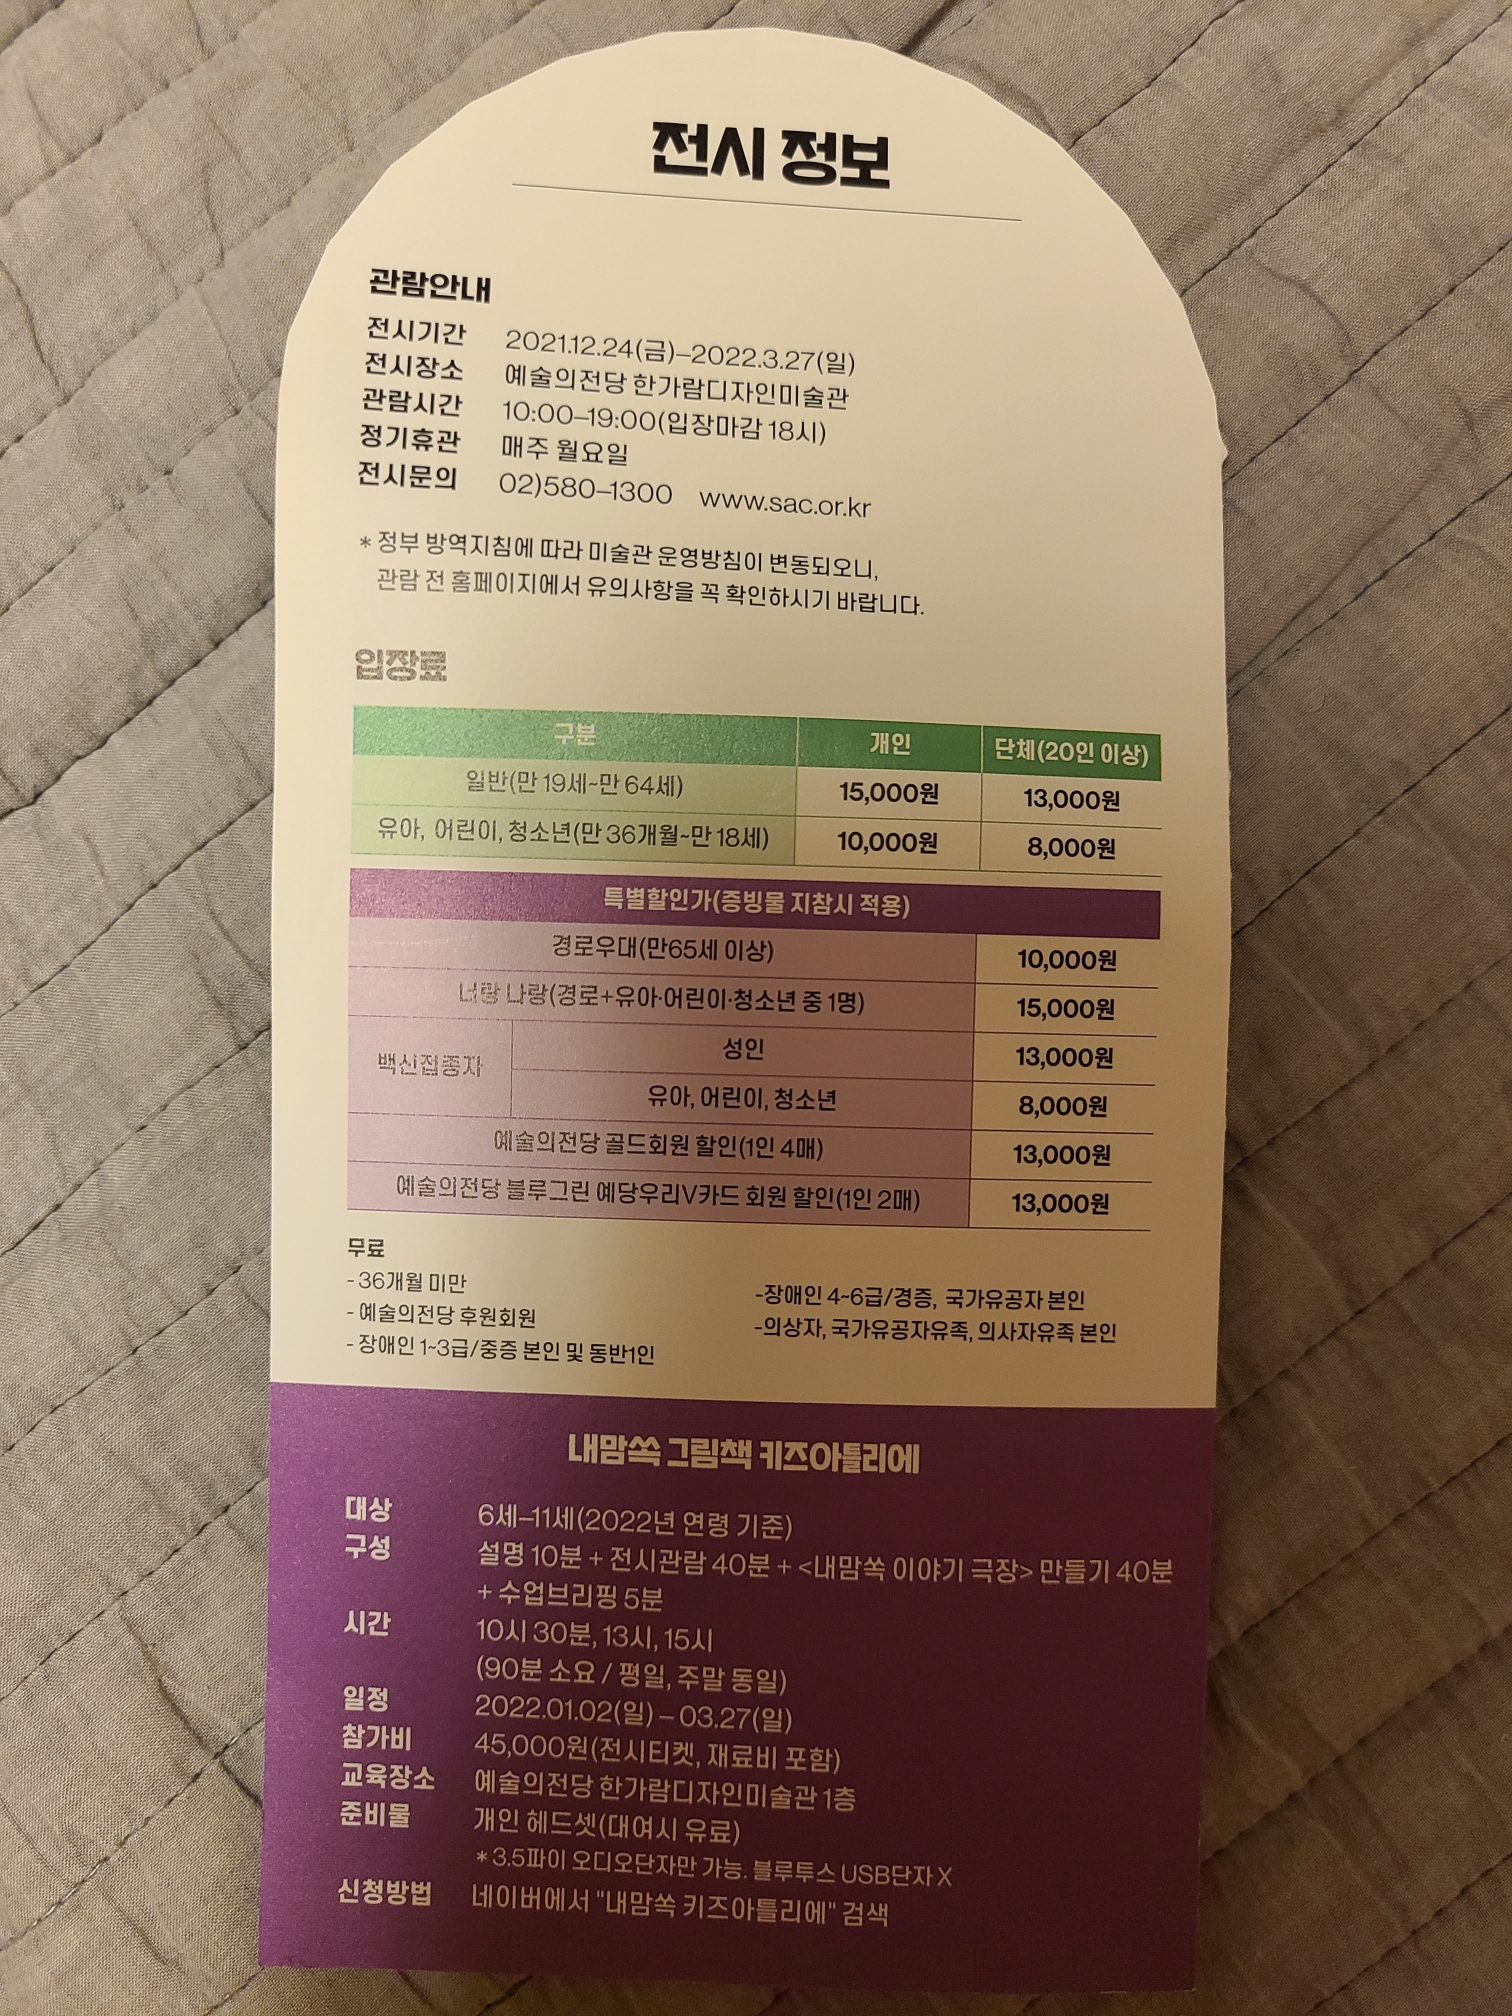 전시 정보
관람안내
전시기간 2021.12.24(금)–2022.3.27(일)
전시장소 예술의전당 한가람디자인미술관
관람시간 10:00–19:00(입장마감 18시)
정기휴관 매주 월요일
전시문의 02)580–1300 www.sac.or.kr
* 정부 방역지침에 따라 미술관 운영방침이 변동되오니,
관람 전 홈페이지에서 유의사항을 꼭 확인하시기 바랍니다.
입장료
구분 개인 단체(20인 이상)
일반(만 19세~만 64세) 15,000원 13,000원
유아, 어린이, 청소년(만 36개월~만 18세) 10,000원 8,000원
특별할인가(증빙물 지참시 적용)
경로우대(만65세 이상) 10,000원
너랑 나랑(경로+유아·어린이·청소년 중 1명) 15,000원
백신접종자 성인 13,000원
유아, 어린이, 청소년 8,000원
예술의전당 골드회원 할인(1인 4매) 13,000원
예술의전당 블루그린 예당우리V카드 회원 할인(1인 2매) 13,000원
무료
- 36개월 미만
- 예술의전당 후원회원
- 장애인 1~3급/중증 본인 및 동반1인
-장애인 4~6급/경증, 국가유공자 본인
-의상자, 국가유공자유족, 의사자유족 본인
내맘쏙 그림책 키즈아틀리에
대상 6세–11세(2022년 연령 기준)
구성 설명 10분 + 전시관람 40분 + <내맘쏙 이야기 극장> 만들기 40분
+ 수업브리핑 5분
시간 10시 30분, 13시, 15시
(90분 소요 / 평일, 주말 동일)
일정 2022.01.02(일) – 03.27(일)
참가비 45,000원(전시티켓, 재료비 포함)
교육장소 예술의전당 한가람디자인미술관 1층
준비물 개인 헤드셋(대여시 유료)
* 3.5파이 오디오단자만 가능. 블루투스 USB단자 X
신청방법 네이버에서 "내맘쏙 키즈아틀리에" 검색